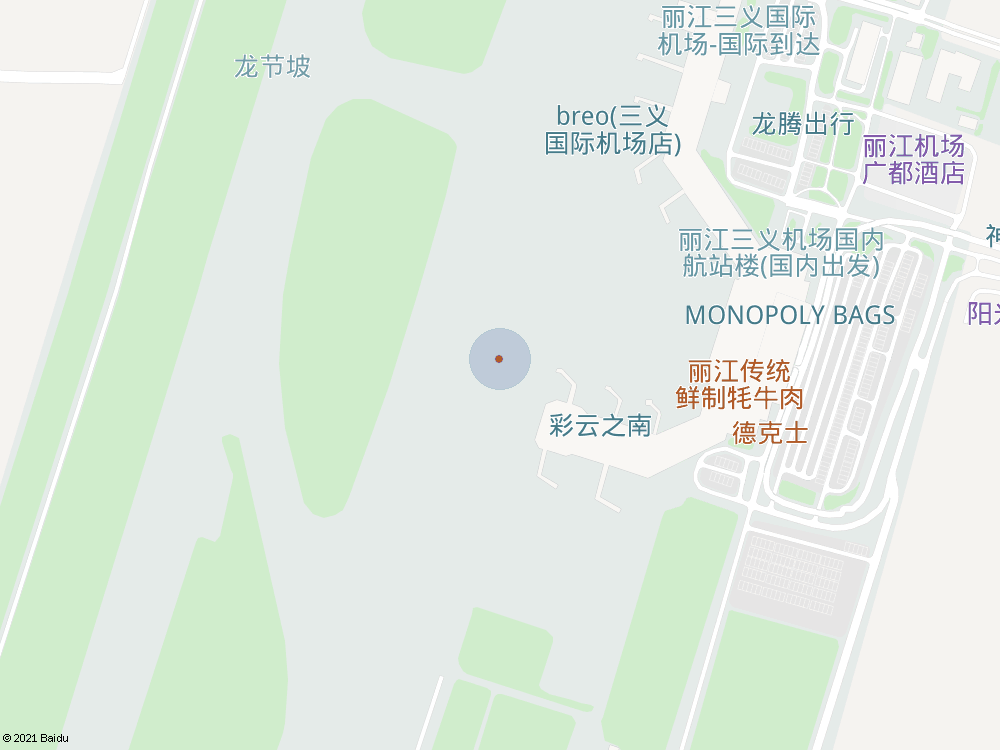 丽江三义国际
机场-国际到达
龙节坡
breo(三义
国际机场店)
龙腾出行
丽江机场
广都酒店
丽江三义机场国内
航站楼(国内出发)
神
MONOPOLY BAGS
阳光
丽江传统
鲜制牦牛肉
德克士
彩云之南
© 2021 Baidu